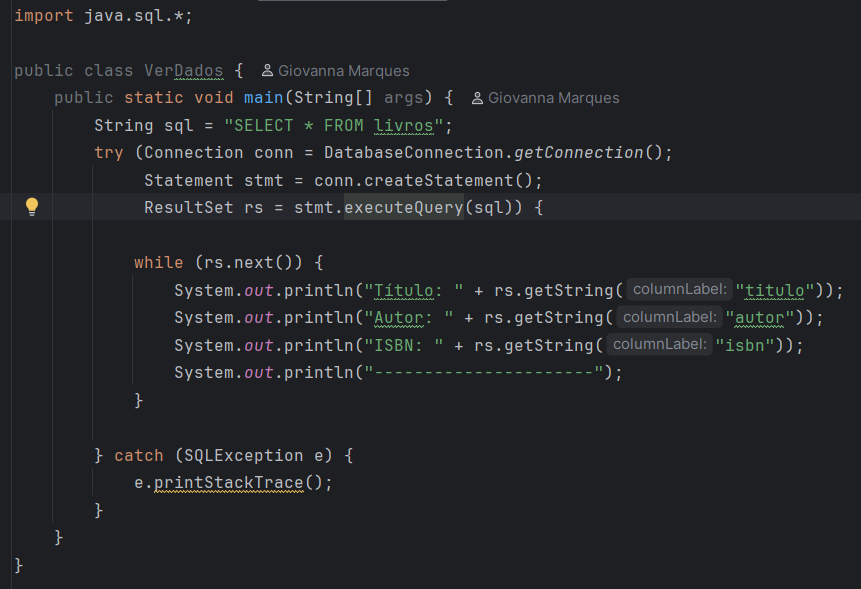 import java.sql.*;
public class VerDados { Giovanna Marques
public static void main(String[] args) { Giovanna Marques
String sql = "SELECT * FROM livros";
try (Connection conn = DatabaseConnection.getConnection();
Statement stmt = conn.createStatement();
ResultSet rs = stmt.executeQuery(sql)) {
while (rs.next()) {
System.out.println("Título: " + rs.getString( columnLabel: "titulo"));
System.out.println("Autor: " + rs.getString( columnLabel: "autor"));
System.out.println("ISBN: " + rs.getString( columnLabel: "isbn"));
System.out.println("----------------------");
}
} catch (SQLException e) {
e.printStackTrace();
}
}
}